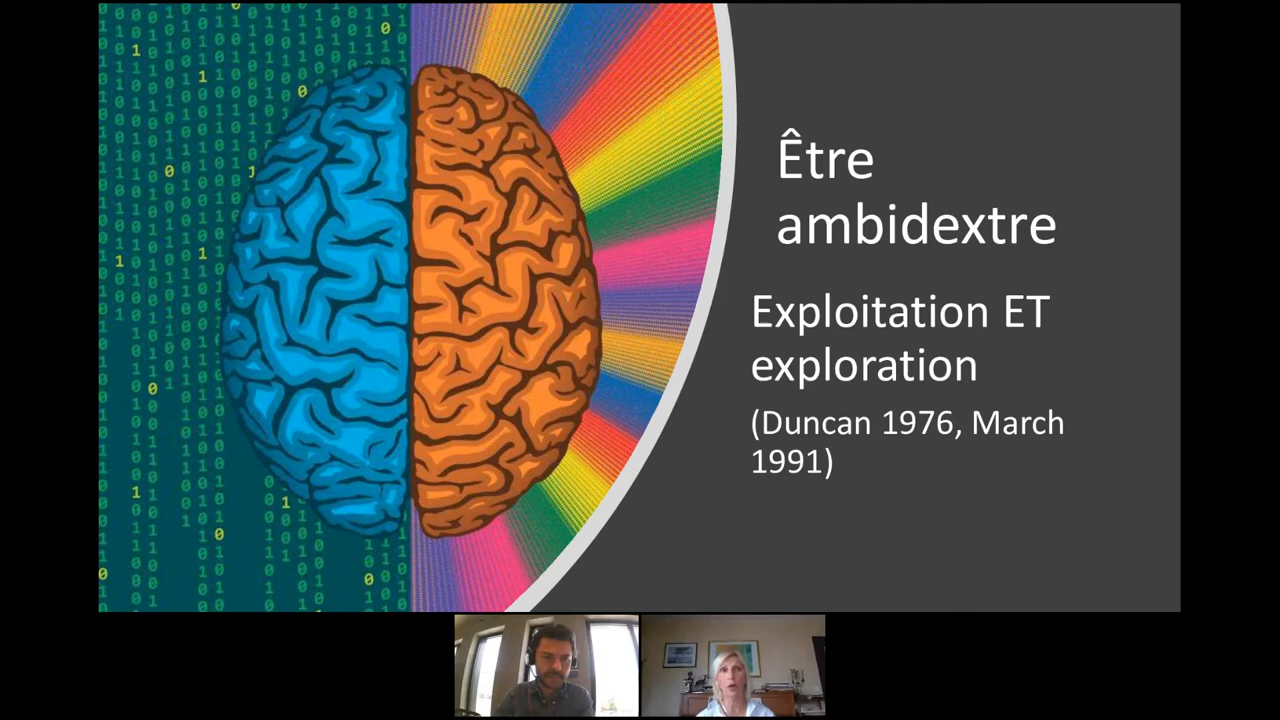 Être
ambidextre
Exploitation ET
exploration
(Duncan 1976, March
1991)